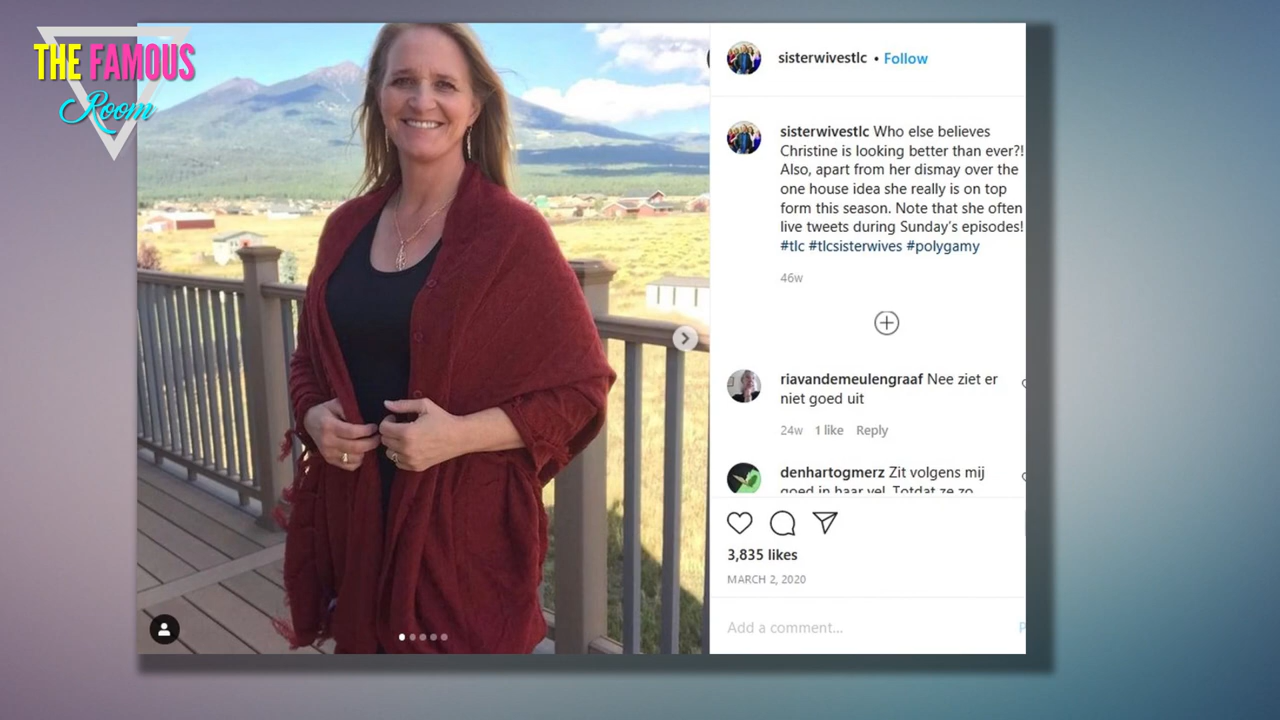 THE FAMOUS
Room
sisterwivestlc • Follow
sisterwivestlc Who else believes
Christine is looking better than ever?!
Also, apart from her dismay over the
one house idea she really is on top
form this season. Note that she often
live tweets during Sunday's episodes!
#tlc #tlcsisterwives #polygamy
46w
riavandemeulengraaf Nee ziet er
niet goed uit
24w 1 like Reply
denhartogmerz Zit volgens mij
goed in haar vel. Totdat ze zo
3,835 likes
MARCH 2, 2020
Add a comment...
P